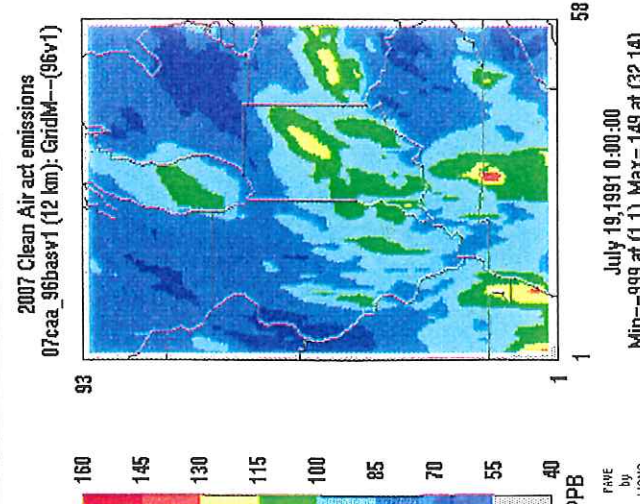 2007 Clean Air act emissions
07caa_96basv1 (12 km): GridM---(96v1)
160
145
130
115
100
85
70
55
40
PPB
PAVE
by
93
1
1
58
July 19,1991 0:00:00
Min=-999 at (1,1), Max= 149 at (32,14)